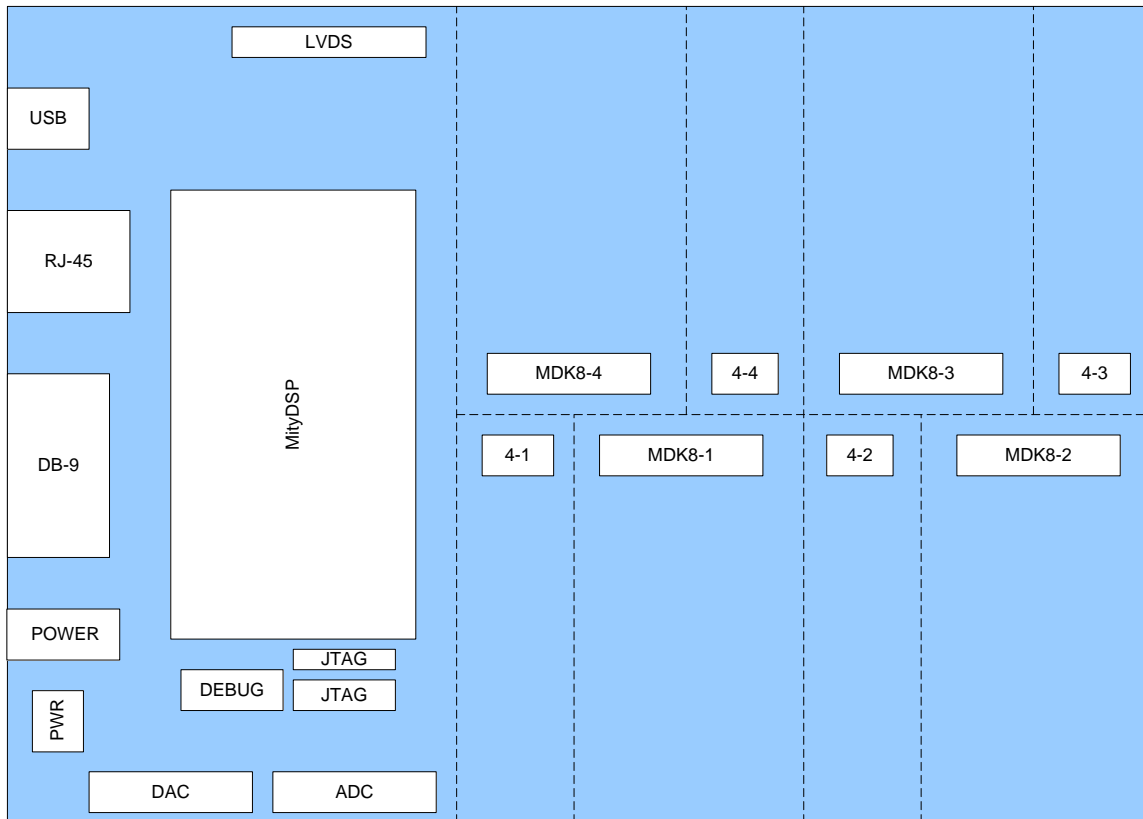 LVDS
USB
RJ-45
MityDSP
MDK8-4
4-4
MDK8-3
4-3
DB-9
4-1
MDK8-1
4-2
MDK8-2
POWER
JTAG
DEBUG
JTAG
PWR
DAC
ADC